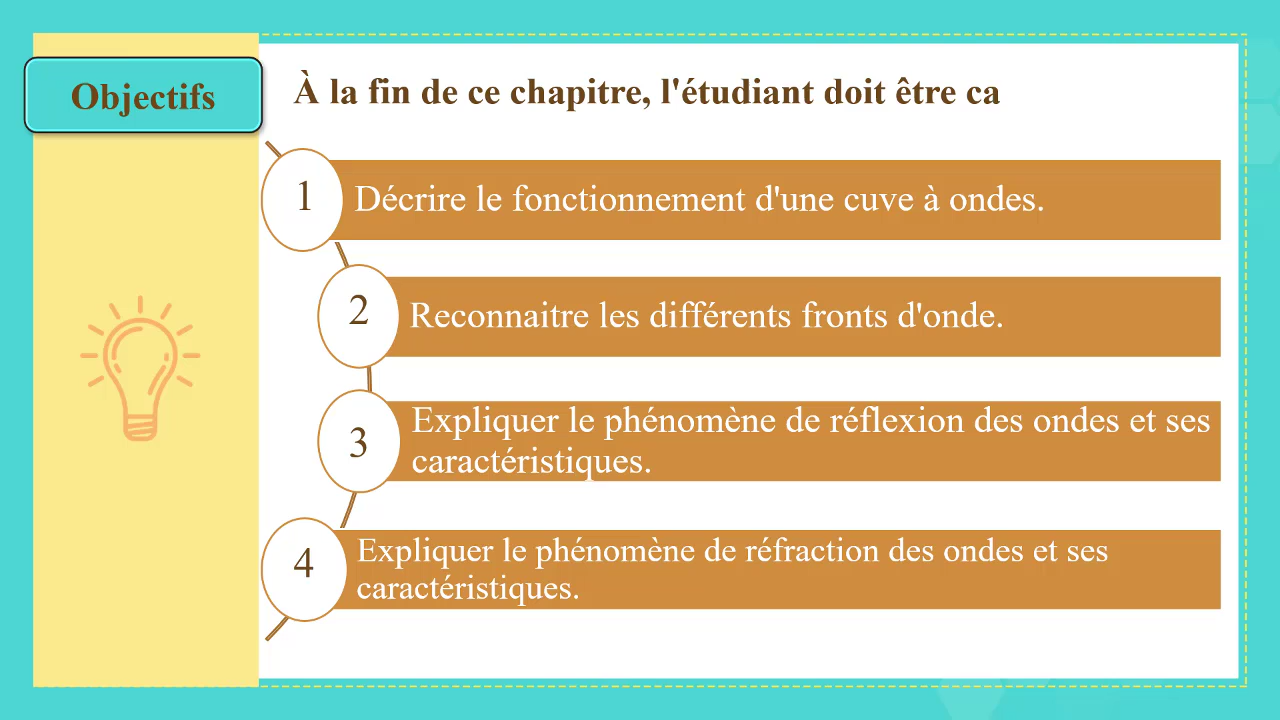 Objectifs
À la fin de ce chapitre, l'étudiant doit être ca
1
Décrire le fonctionnement d'une cuve à ondes.
2
Reconnaitre les différents fronts d'onde.
3
Expliquer le phénomène de réflexion des ondes et ses
caractéristiques.
4
Expliquer le phénomène de réfraction des ondes et ses
caractéristiques.